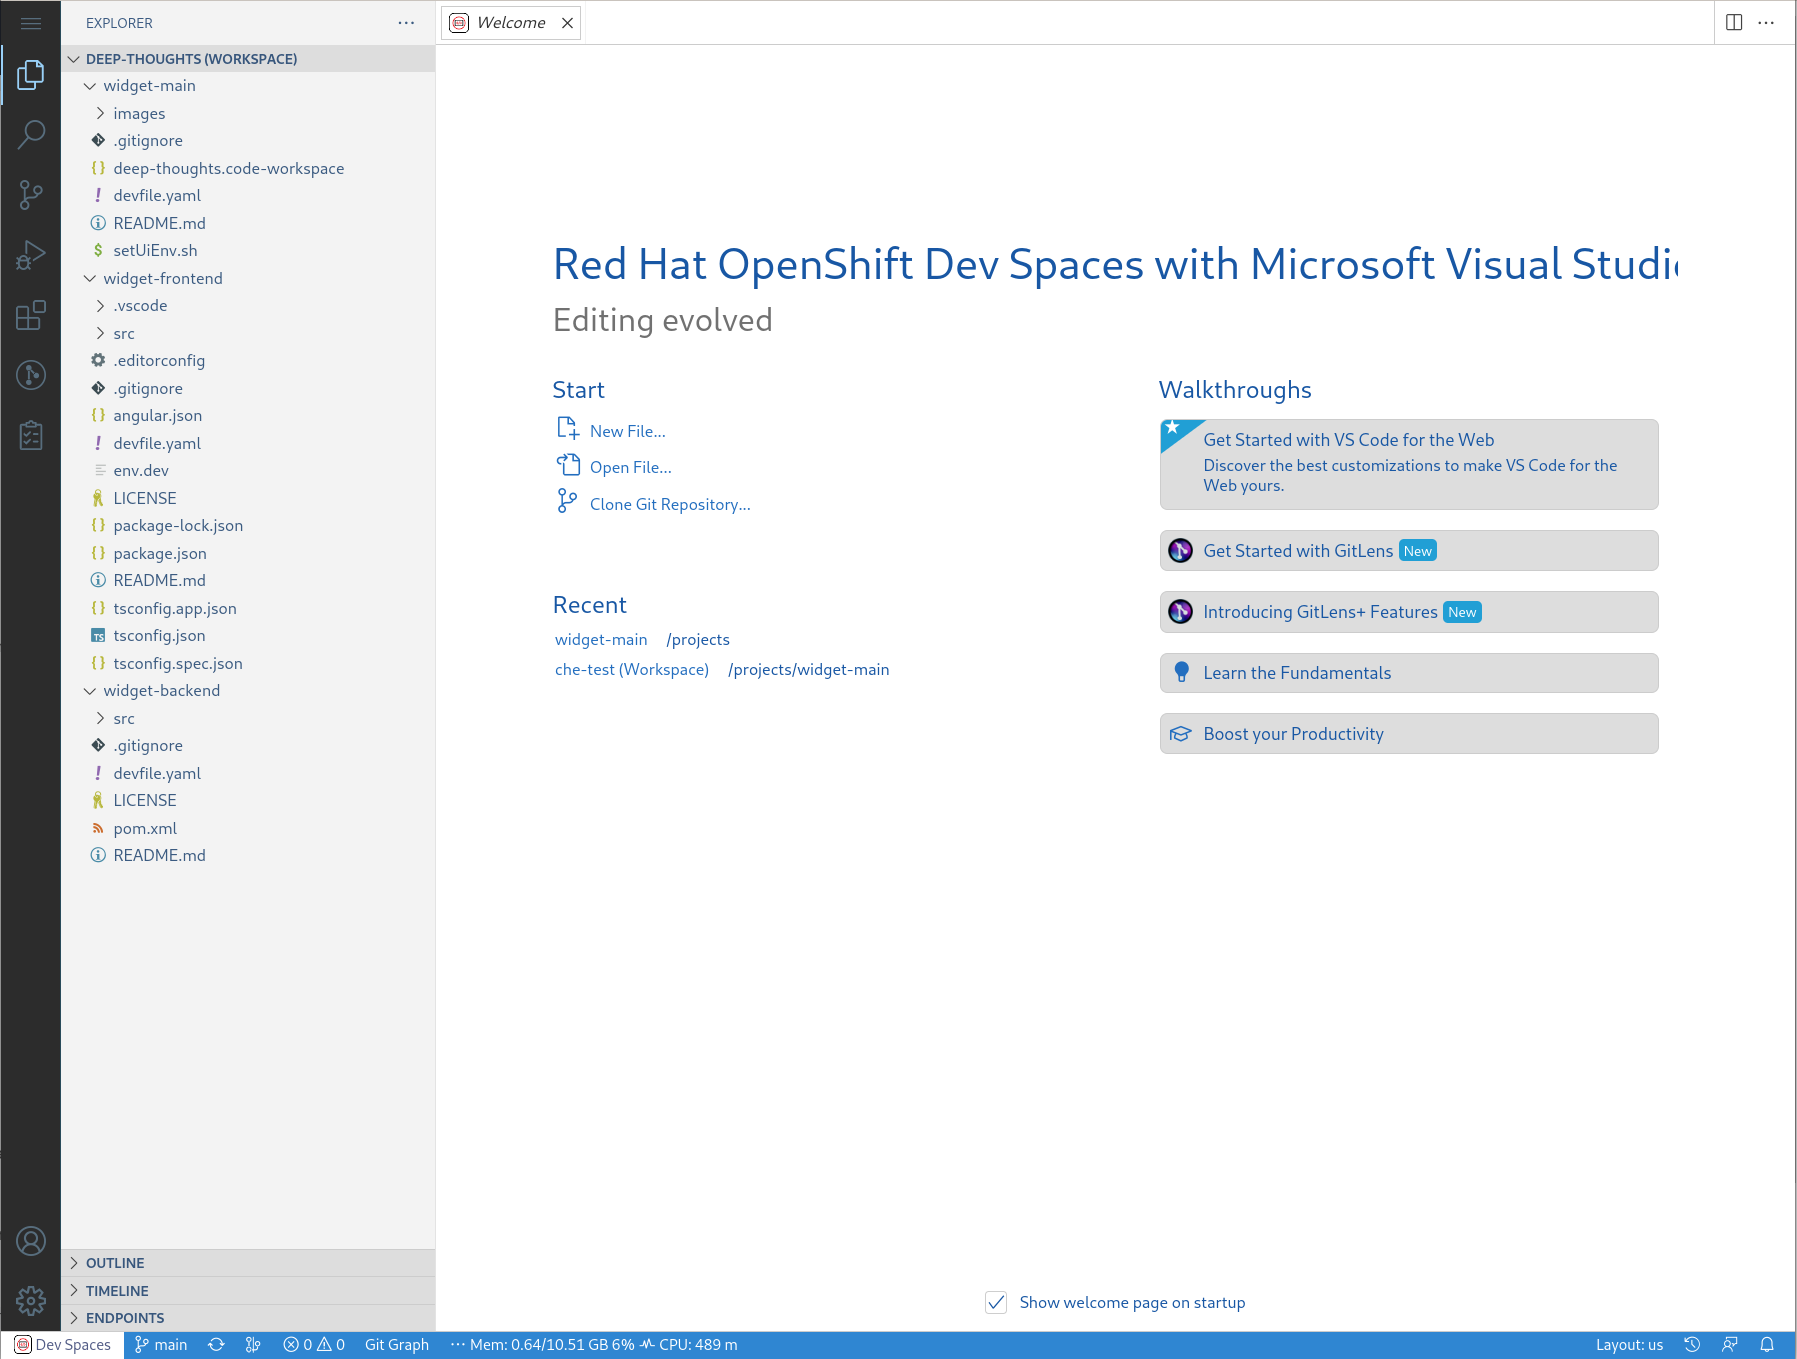 EXPLORER
DEEP-THOUGHTS (WORKSPACE)
widget-main
images
.gitignore
deep-thoughts.code-workspace
devfile.yaml
README.md
setUiEnv.sh
widget-frontend
.vscode
src
.editorconfig
.gitignore
angular.json
devfile.yaml
env.dev
LICENSE
package-lock.json
package.json
README.md
tsconfig.app.json
tsconfig.json
tsconfig.spec.json
widget-backend
src
.gitignore
devfile.yaml
LICENSE
pom.xml
README.md
OUTLINE
TIMELINE
ENDPOINTS
Welcome
Red Hat OpenShift Dev Spaces with Microsoft Visual Studi
Editing evolved
Start
New File...
Open File...
Clone Git Repository...
Recent
widget-main /projects
che-test (Workspace) /projects/widget-main
Walkthroughs
Get Started with VS Code for the Web
Discover the best customizations to make VS Code for the
Web yours.
Get Started with GitLens New
Introducing GitLens+ Features New
Learn the Fundamentals
Boost your Productivity
Show welcome page on startup
Dev Spaces main 0 0 Git Graph ··· Mem: 0.64/10.51 GB 6% CPU: 489 m Layout: us